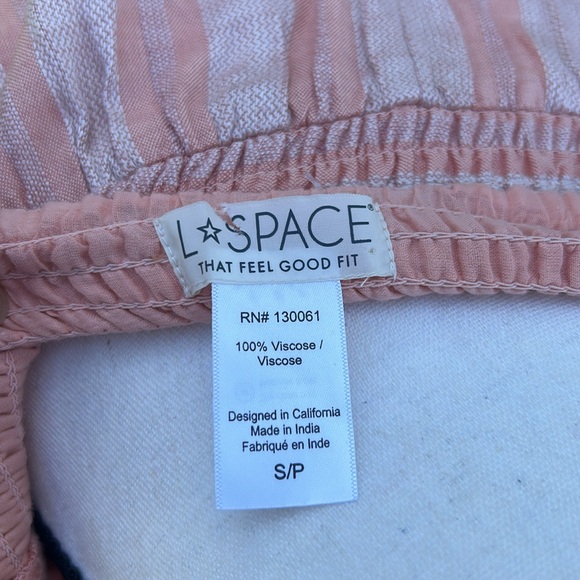 L☆SPACE®
THAT FEEL GOOD FIT
RN# 130061
100% Viscose /
Viscose
Designed in California
Made in India
Fabriqué en Inde
S/P